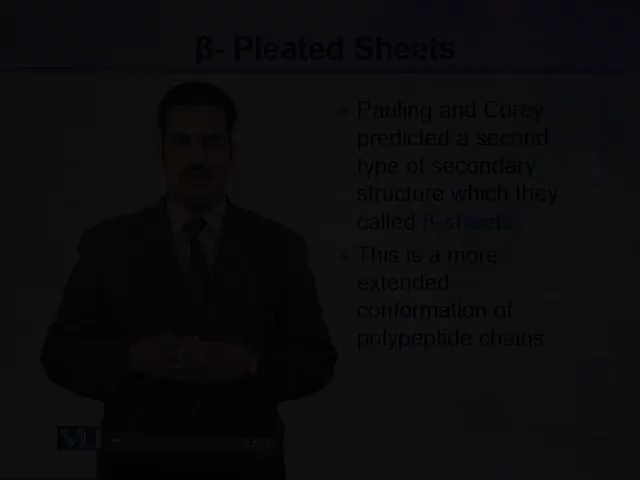 β- Pleated Sheets
• Pauling and Corey
predicted a second
type of secondary
structure which they
called β-sheets
• This is a more
extended
conformation of
polypeptide chains